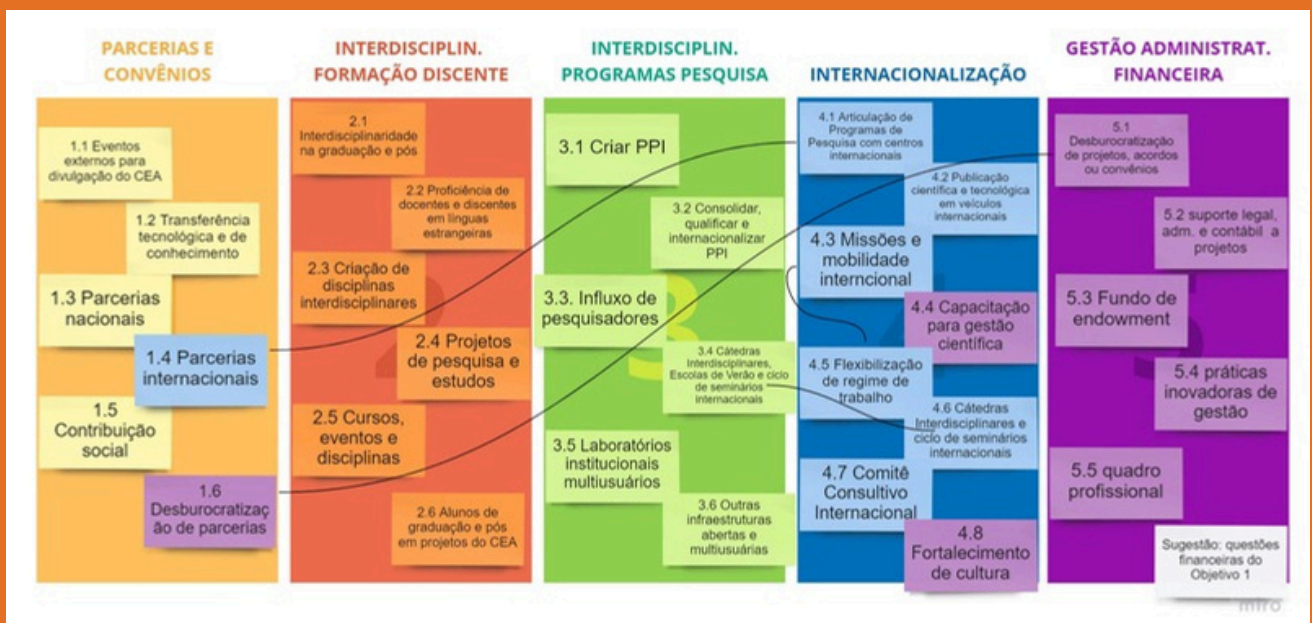 PARCERIAS E
CONVÊNIOS
1.1 Eventos
externos para
divulgação do CEA
1.2 Transferência
tecnológica e de
conhecimento
1.3 Parcerias
nacionais
1.4 Parcerias
internacionais
1.5
Contribuição
social
1.6
Desburocratizaç
ão de parcerias
INTERDISCIPLIN.
FORMAÇÃO DISCENTE
2.1
Interdisciplinaridade
na graduação e pós
2.2 Proficiência de
docentes e discentes
em línguas
estrangeiras
2.3 Criação de
disciplinas
interdisciplinares
2.4 Projetos
de pesquisa e
estudos
2.5 Cursos,
eventos e
disciplinas
2.6 Alunos de
graduação e pós
em projetos do CEA
2
INTERDISCIPLIN.
PROGRAMAS PESQUISA
3.1 Criar PPI
3.2 Consolidar,
qualificar e
internacionalizar
PPI
3.3. Influxo de
pesquisadores
3.4 Cátedras
Interdisciplinares,
Escolas de Verão e ciclo
de seminários
internacionais
3.5 Laboratórios
institucionais
multiusuários
3.6 Outras
infraestruturas
abertas e
multiusuárias
3
INTERNACIONALIZAÇÃO
4.1 Articulação de
Programas de
Pesquisa com centros
internacionais
4.2 Publicação
científica e tecnológica
em veículos
internacionais
4.3 Missões e
mobilidade
interncional
4.4 Capacitação
para gestão
científica
4.5 Flexibilização
de regime de
trabalho
4.6 Cátedras
Interdisciplinares e
ciclo de seminários
internacionais
4.7 Comitê
Consultivo
Internacional
4.8
Fortalecimento
de cultura
GESTÃO ADMINISTRAT.
FINANCEIRA
5.1
Desburocratização
de projetos, acordos
ou convênios
5.2 suporte legal,
adm. e contábil a
projetos
5.3 Fundo de
endowment
5.4 práticas
inovadoras de
gestão
5.5 quadro
profissional
5
Sugestão: questões
financeiras do
Objetivo 1
miro